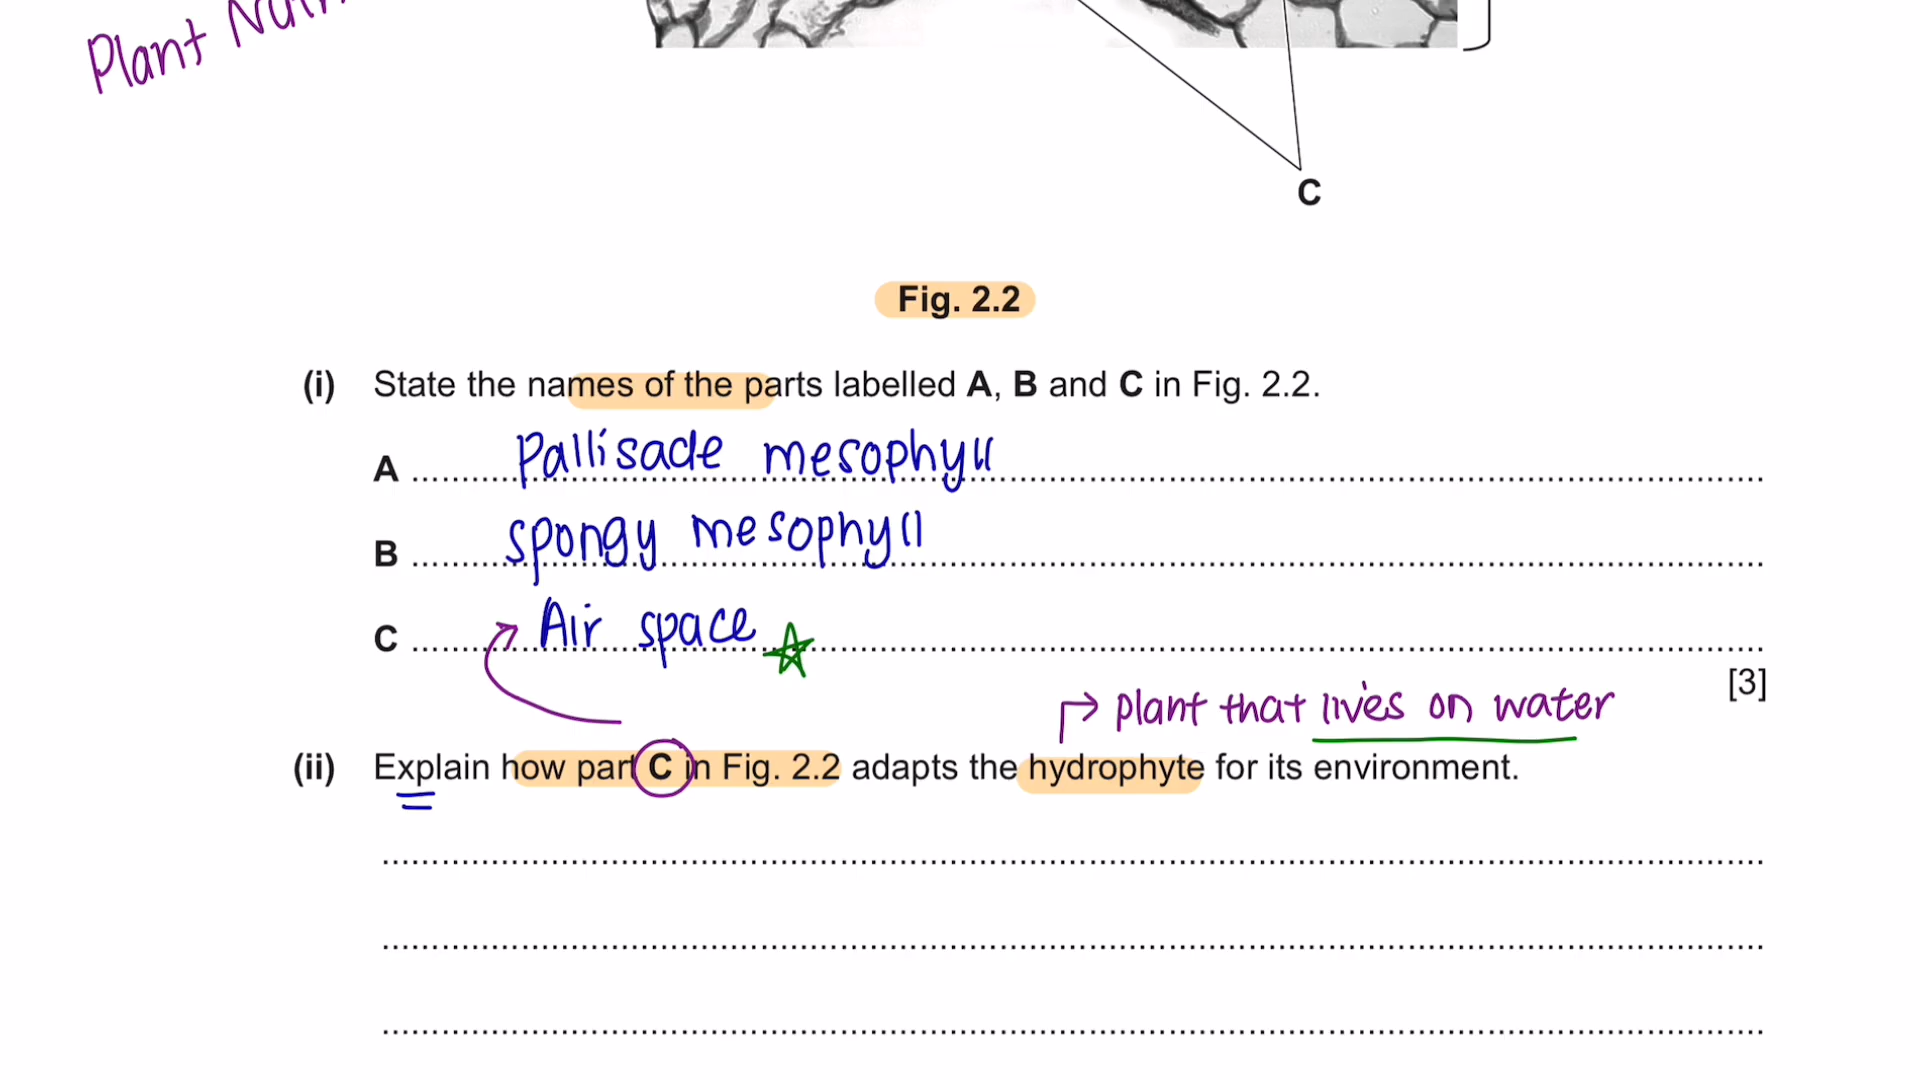 Plant
C
Fig. 2.2
(i) State the names of the parts labelled A, B and C in Fig. 2.2.
A ........ Pallisade mesophyll ........
B ........ spongy mesophyll ........
C ........ Air space ........
[3]
→ plant that lives on water
(ii) Explain how part C in Fig. 2.2 adapts the hydrophyte for its environment.